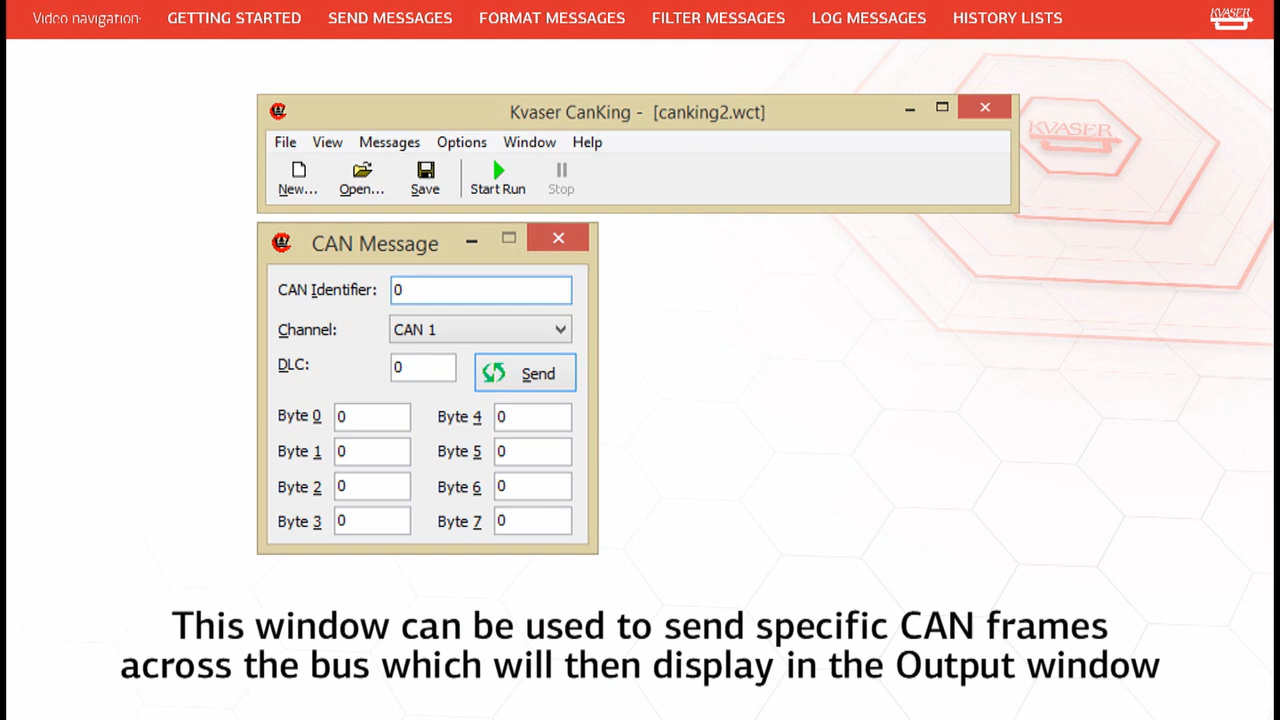 Video navigation: GETTING STARTED SEND MESSAGES FORMAT MESSAGES FILTER MESSAGES LOG MESSAGES HISTORY LISTS KVASER
KVASER
Kvaser CanKing - [canking2.wct]
File View Messages Options Window Help
New... Open... Save Start Run Stop
CAN Message
CAN Identifier: 0
Channel: CAN 1
DLC: 0 Send
Byte 0 0 Byte 4 0
Byte 1 0 Byte 5 0
Byte 2 0 Byte 6 0
Byte 3 0 Byte 7 0
This window can be used to send specific CAN frames
across the bus which will then display in the Output window